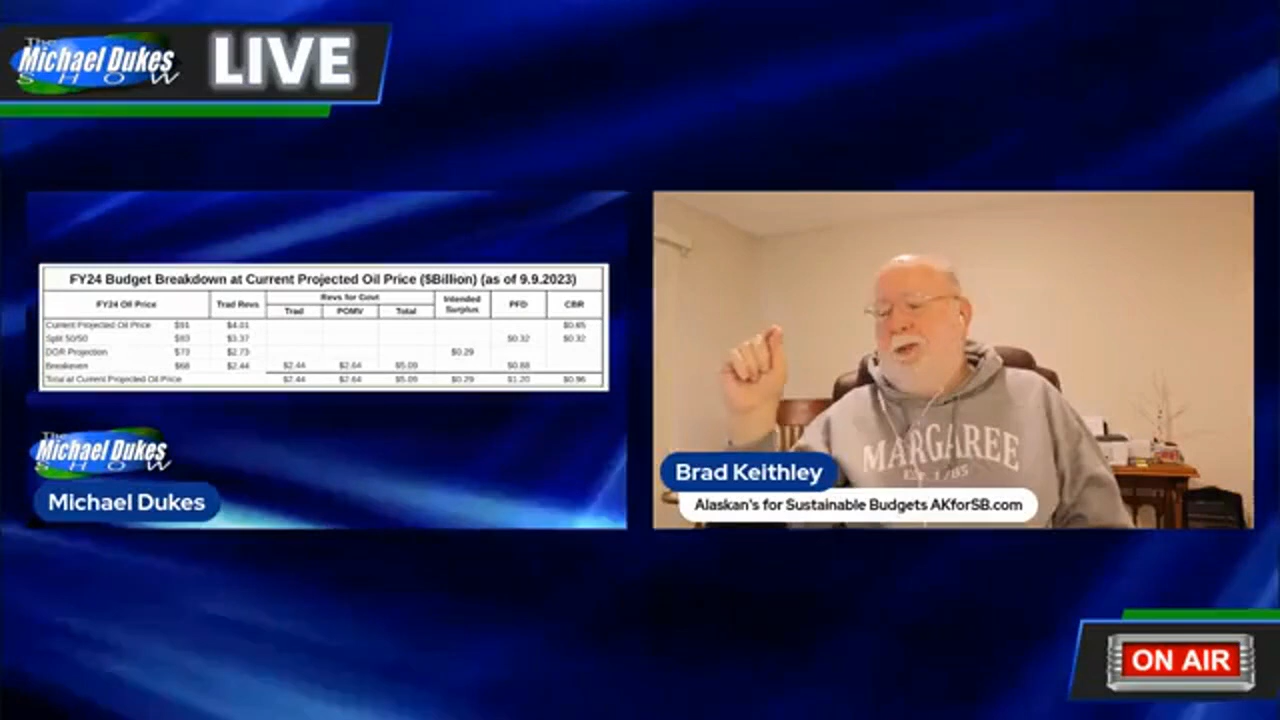 The
Michael Dukes
SHOW
LIVE
FY24 Budget Breakdown at Current Projected Oil Price ($Billion) (as of 9.9.2023)
FY24 Oil Price Trad Revs Revs for Govt Intended Surplus PFD CBR
Trad POMV Total
Current Projected Oil Price $91 $4.01 $0.65
Split 50/50 $83 $3.37 $0.32 $0.32
DOR Projection $73 $2.73 $0.29
Breakeven $68 $2.44 $2.44 $2.64 $5.09 $0.88
Total at Current Projected Oil Price $2.44 $2.64 $5.09 $0.29 $1.20 $0.96
The
Michael Dukes
SHOW
Michael Dukes
MARGAREE
EST. 1785
Brad Keithley
Alaskan's for Sustainable Budgets AKforSB.com
ON AIR